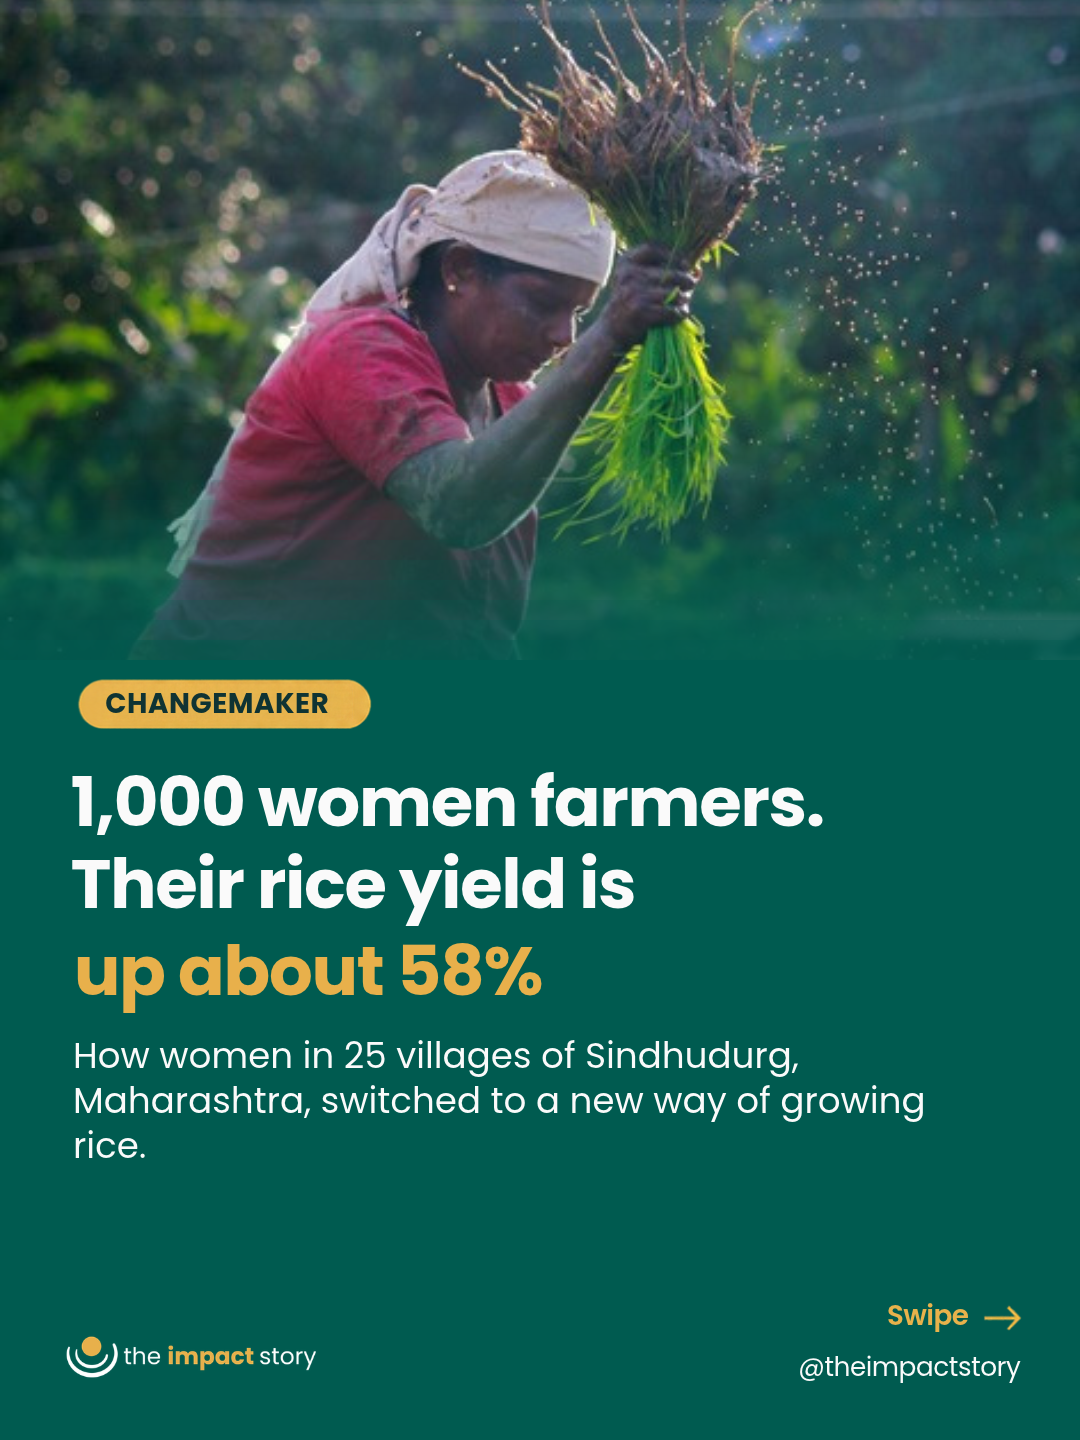 CHANGEMAKER
1,000 women farmers.
Their rice yield is
up about 58%
How women in 25 villages of Sindhudurg,
Maharashtra, switched to a new way of growing
rice.
Swipe →
the impact story
@theimpactstory